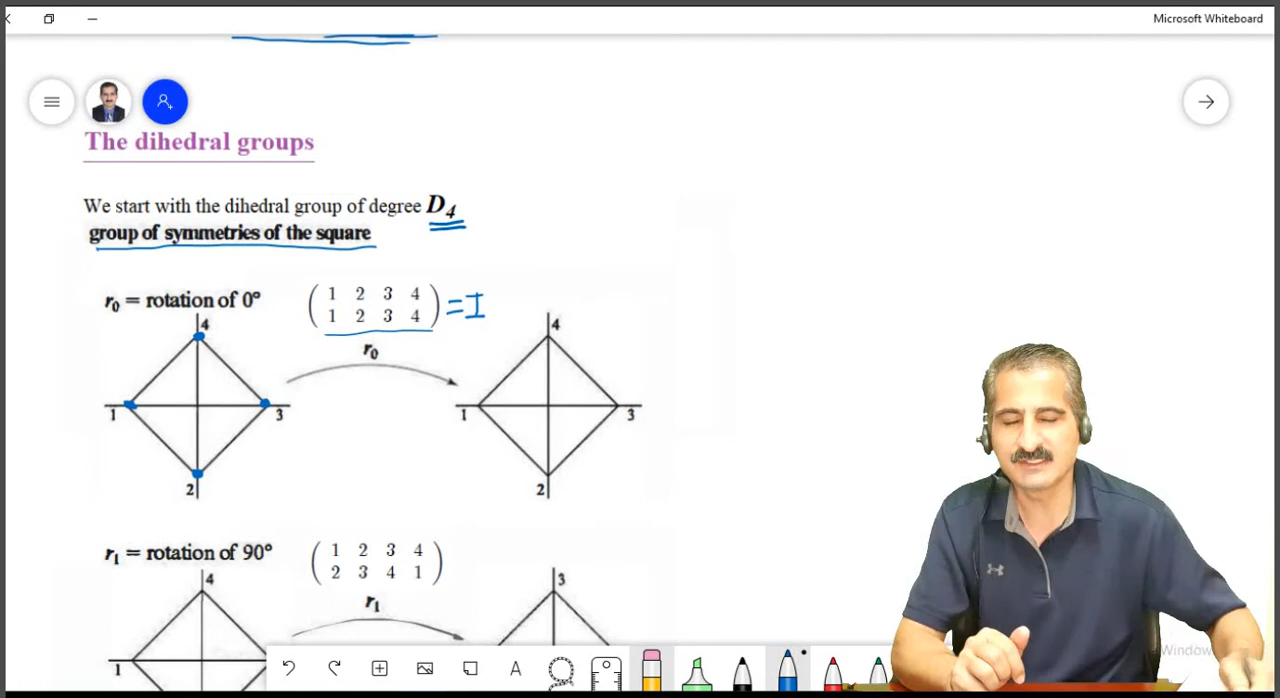 Microsoft Whiteboard
The dihedral groups
We start with the dihedral group of degree D4
group of symmetries of the square
r0 = rotation of 0°
1 2 3 4
1 2 3 4
=I
r0
4
4
1
3
1
3
2
2
r1 = rotation of 90°
1 2 3 4
2 3 4 1
r1
4
3
1
A
Window